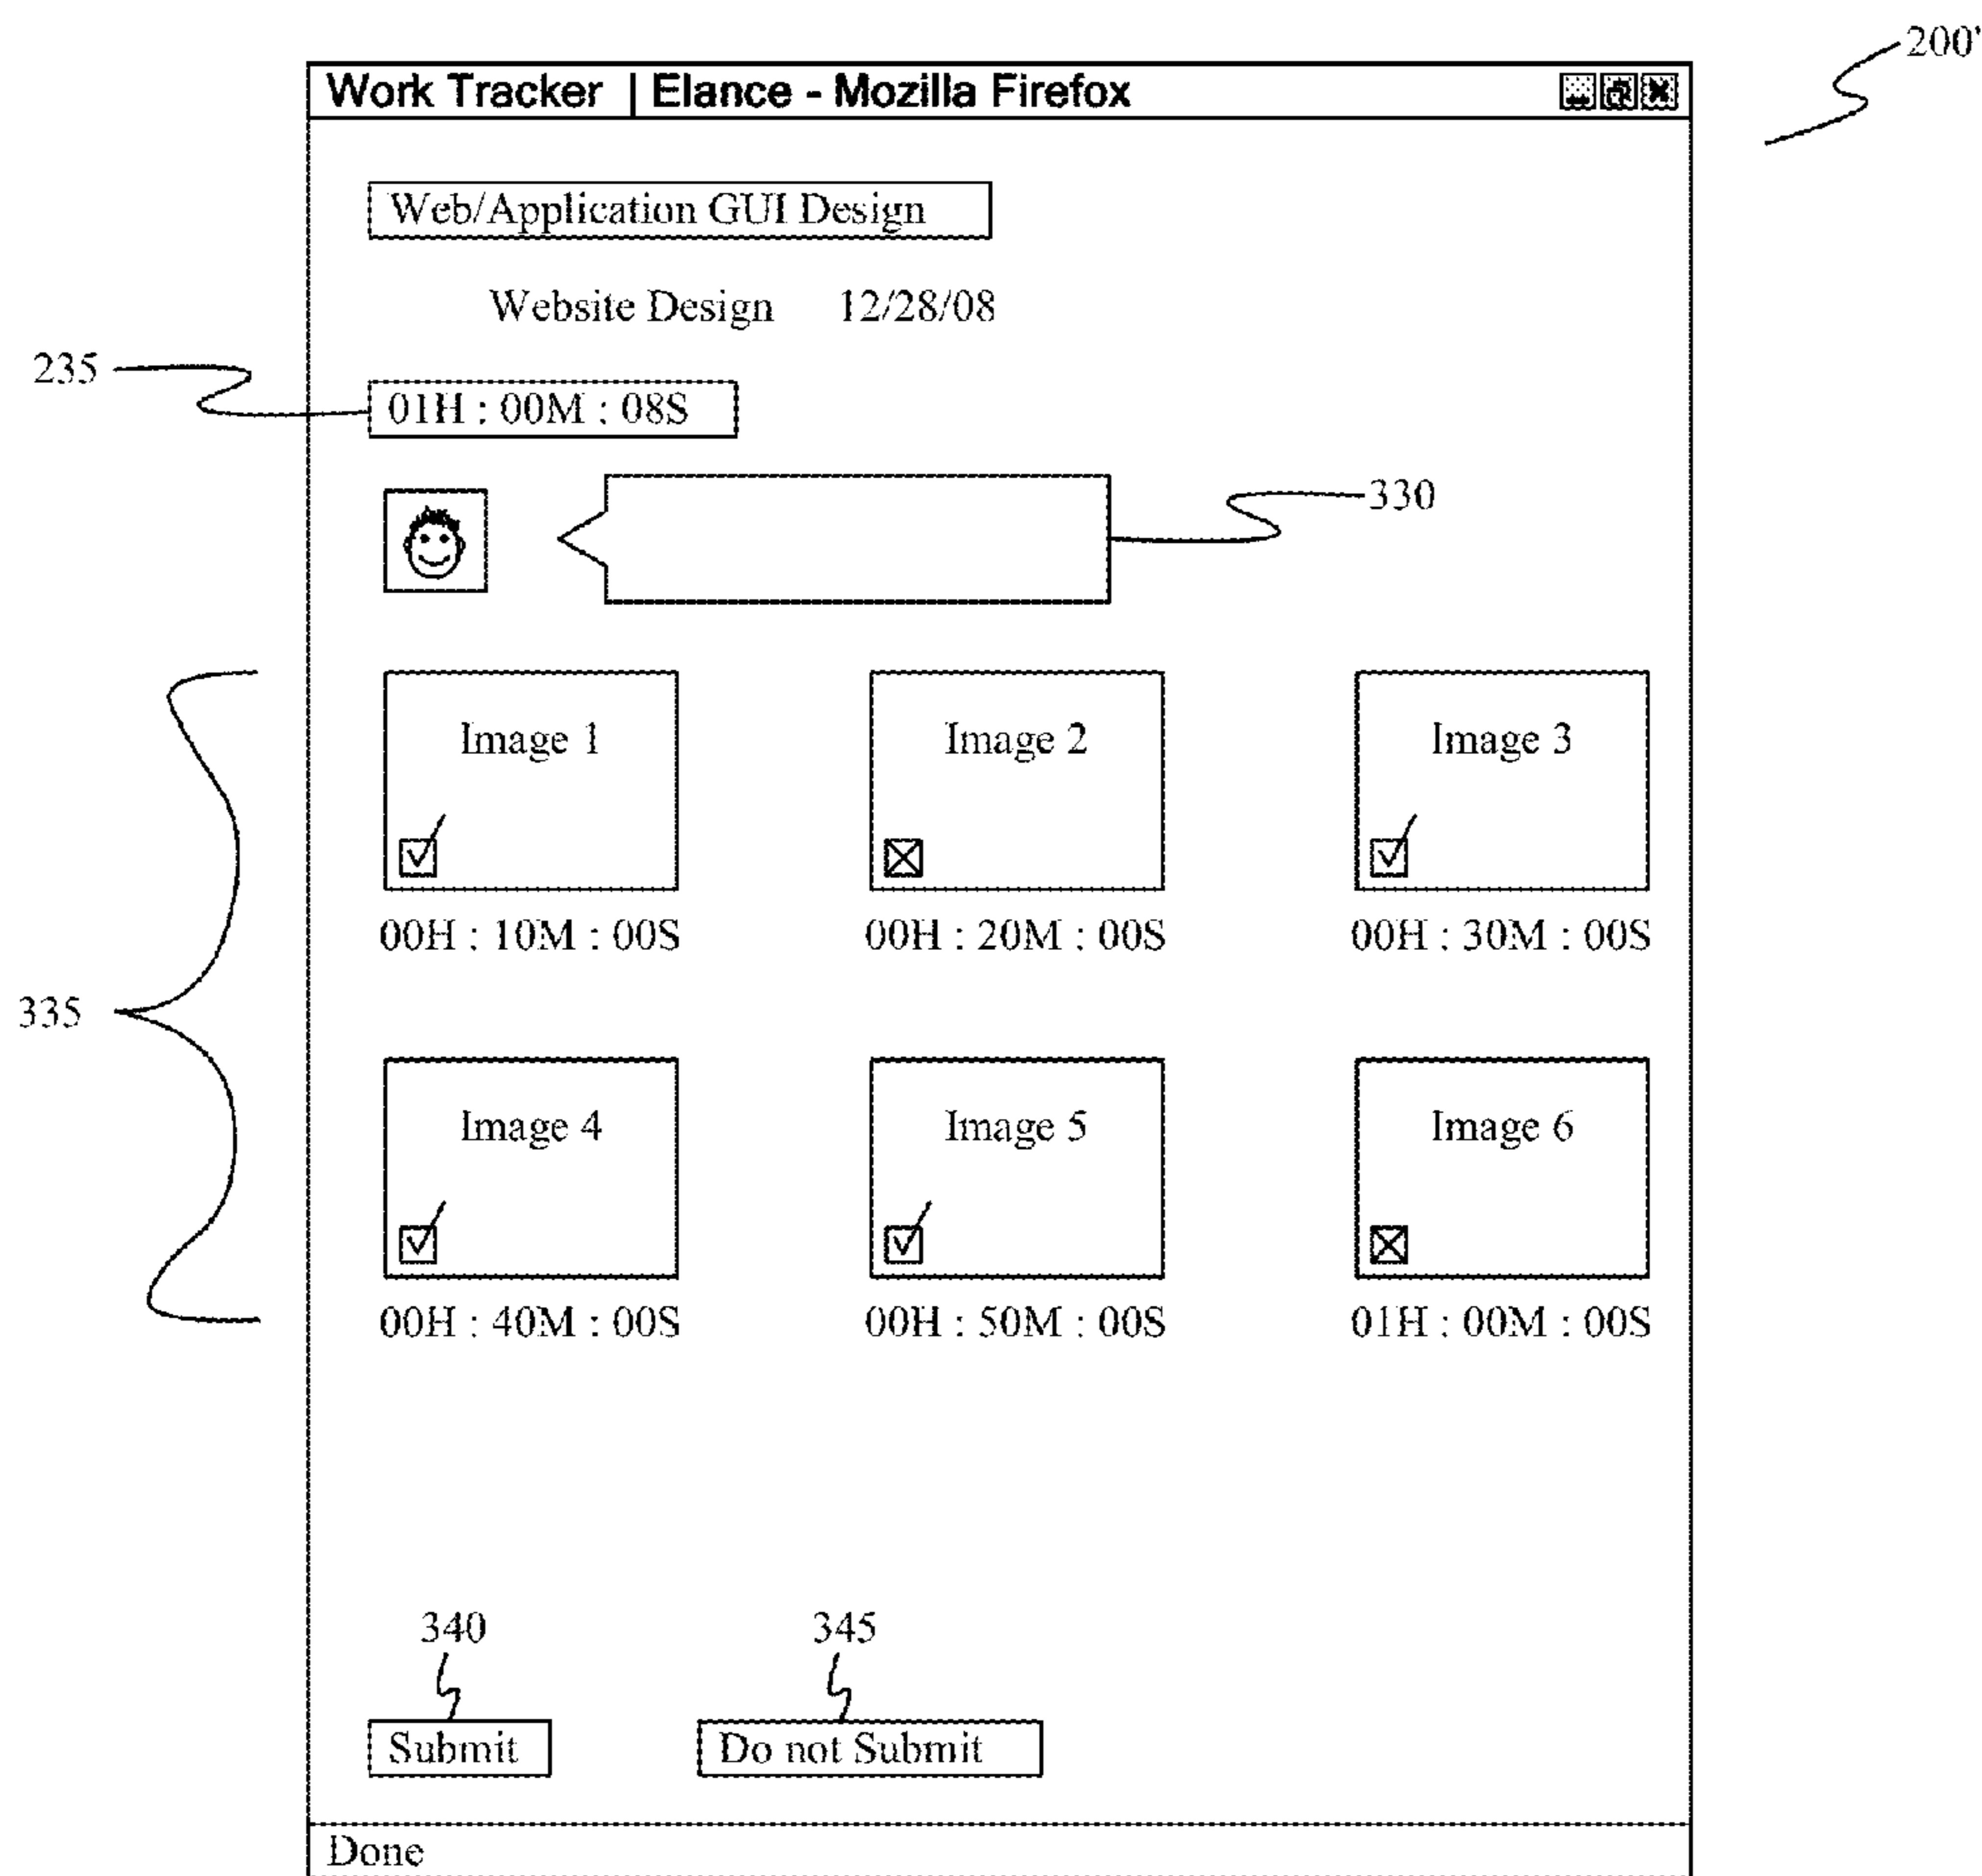 200'
Work Tracker | Elance - Mozilla Firefox
Web/Application GUI Design
Website Design 12/28/08
235
01H : 00M : 08S
330
Image 1 Image 2 Image 3
00H : 10M : 00S 00H : 20M : 00S 00H : 30M : 00S
335
Image 4 Image 5 Image 6
00H : 40M : 00S 00H : 50M : 00S 01H : 00M : 00S
340 345
Submit Do not Submit
Done